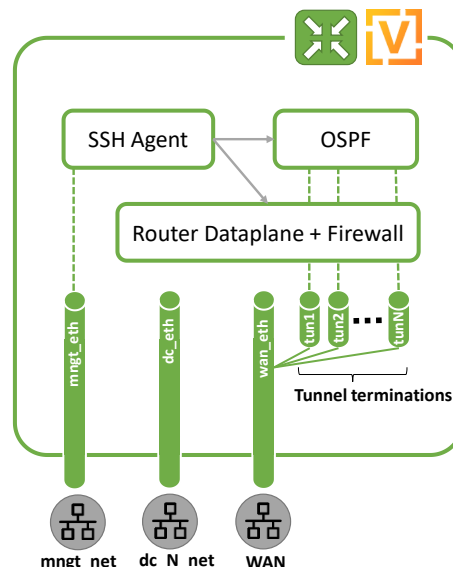 V
SSH Agent
OSPF
Router Dataplane + Firewall
mngt_eth
dc_eth
wan_eth
tun1
tun2
...
tunN
Tunnel terminations
mngt_net
dc_N_net
WAN